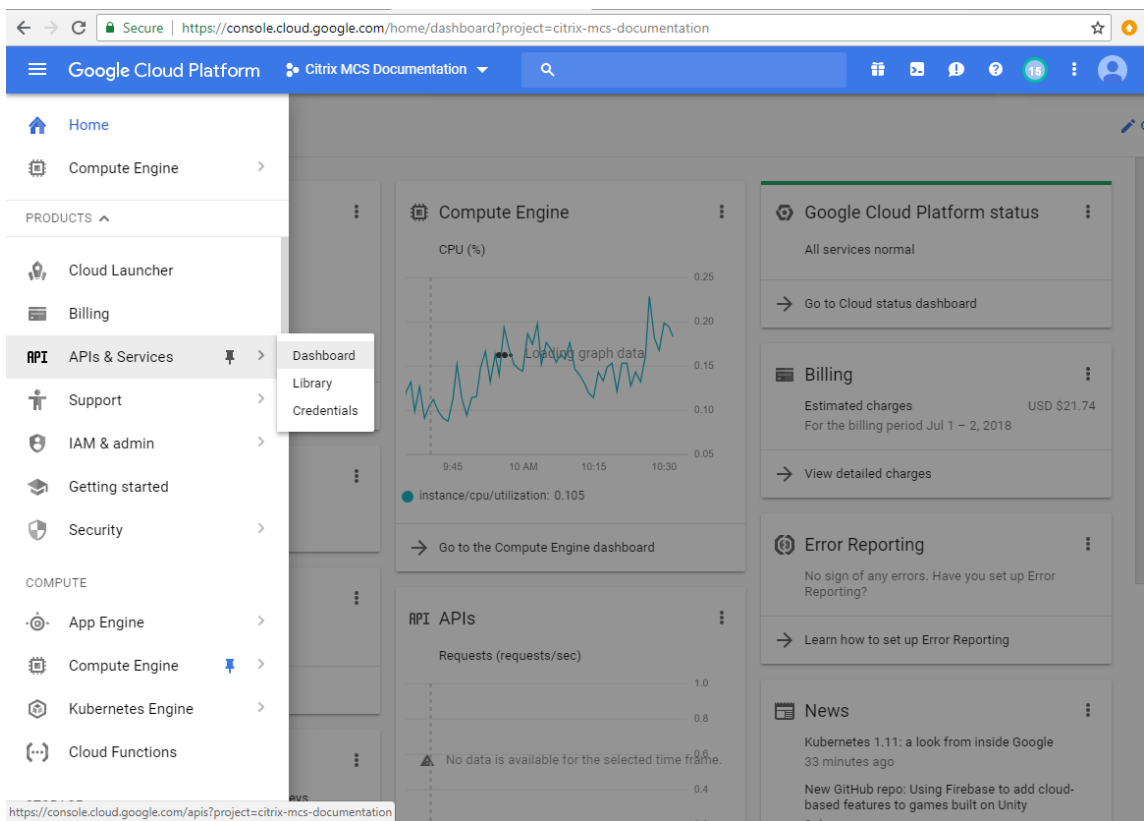 Secure | https://console.cloud.google.com/home/dashboard?project=citrix-mcs-documentation
Google Cloud Platform
Citrix MCS Documentation
15
Home
Compute Engine
PRODUCTS
Cloud Launcher
Billing
API APIs & Services
Support
IAM & admin
Getting started
Security
COMPUTE
App Engine
Compute Engine
Kubernetes Engine
Cloud Functions
https://console.cloud.google.com/apis?project=citrix-mcs-documentation
Dashboard
Library
Credentials
Compute Engine
CPU (%)
0.25
0.20
Loading graph data
0.15
0.10
0.05
9:45 10 AM 10:15 10:30
instance/cpu/utilization: 0.105
Go to the Compute Engine dashboard
API APIs
Requests (requests/sec)
1.0
0.8
No data is available for the selected time frame.
0.6
0.4
Google Cloud Platform status
All services normal
Go to Cloud status dashboard
Billing
Estimated charges USD $21.74
For the billing period Jul 1 – 2, 2018
View detailed charges
Error Reporting
No sign of any errors. Have you set up Error
Reporting?
Learn how to set up Error Reporting
News
Kubernetes 1.11: a look from inside Google
33 minutes ago
New GitHub repo: Using Firebase to add cloud-
based features to games built on Unity